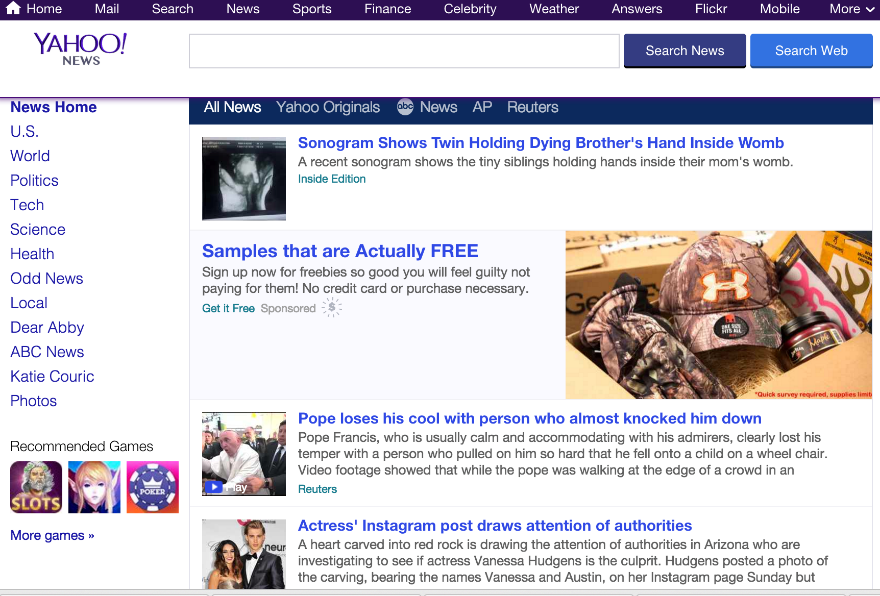 Home Mail Search News Sports Finance Celebrity Weather Answers Flickr Mobile More
YAHOO!
NEWS
Search News
Search Web
News Home
U.S.
World
Politics
Tech
Science
Health
Odd News
Local
Dear Abby
ABC News
Katie Couric
Photos
Recommended Games
SLOTS
POKER
More games »
All News Yahoo Originals abc News AP Reuters
Sonogram Shows Twin Holding Dying Brother's Hand Inside Womb
A recent sonogram shows the tiny siblings holding hands inside their mom's womb.
Inside Edition
Samples that are Actually FREE
Sign up now for freebies so good you will feel guilty not
paying for them! No credit card or purchase necessary.
Get it Free Sponsored
ONE SIZE
FITS ALL
*Quick survey required, supplies limit
Pope loses his cool with person who almost knocked him down
Pope Francis, who is usually calm and accommodating with his admirers, clearly lost his
temper with a person who pulled on him so hard that he fell onto a child on a wheel chair.
Video footage showed that while the pope was walking at the edge of a crowd in an
Reuters
Play
Actress' Instagram post draws attention of authorities
A heart carved into red rock is drawing the attention of authorities in Arizona who are
investigating to see if actress Vanessa Hudgens is the culprit. Hudgens posted a photo of
the carving, bearing the names Vanessa and Austin, on her Instagram page Sunday but